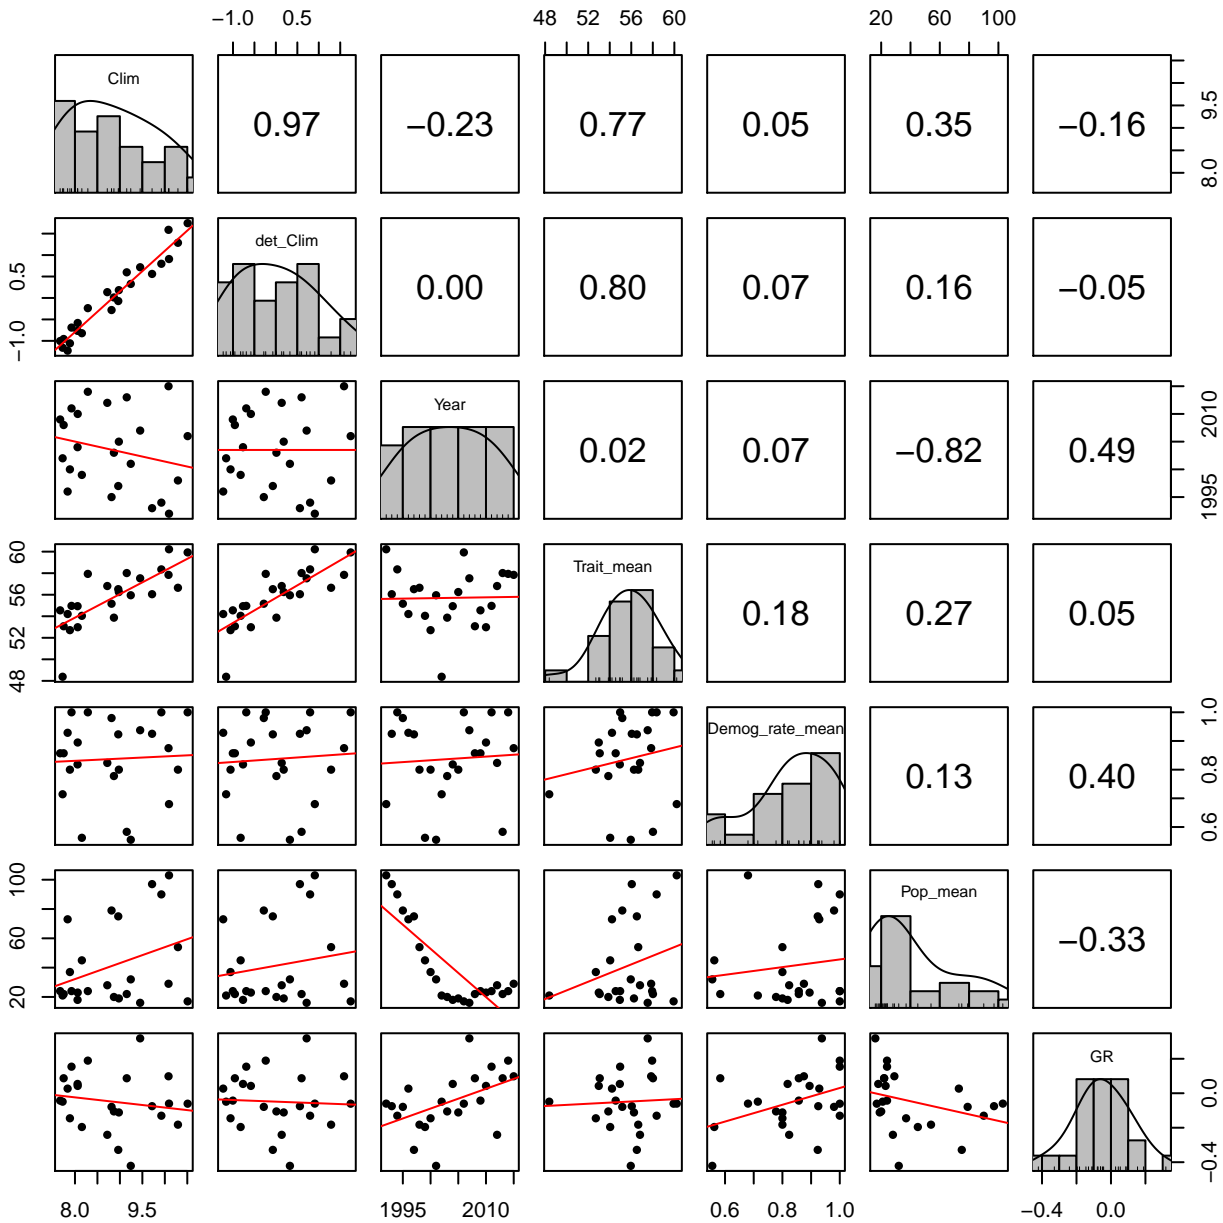 −1.0 0.5 48 52 56 60 20 60 100
Clim 0.97 −0.23 0.77 0.05 0.35 −0.16 8.0 9.5
−1.0 0.5 det_Clim 0.00 0.80 0.07 0.16 −0.05
Year 0.02 0.07 −0.82 0.49 1995 2010
48 52 56 60 Trait_mean 0.18 0.27 0.05
Demog_rate_mean 0.13 0.40 0.6 0.8 1.0
20 60 100 Pop_mean −0.33
GR −0.4 0.0
8.0 9.5 1995 2010 0.6 0.8 1.0 −0.4 0.0